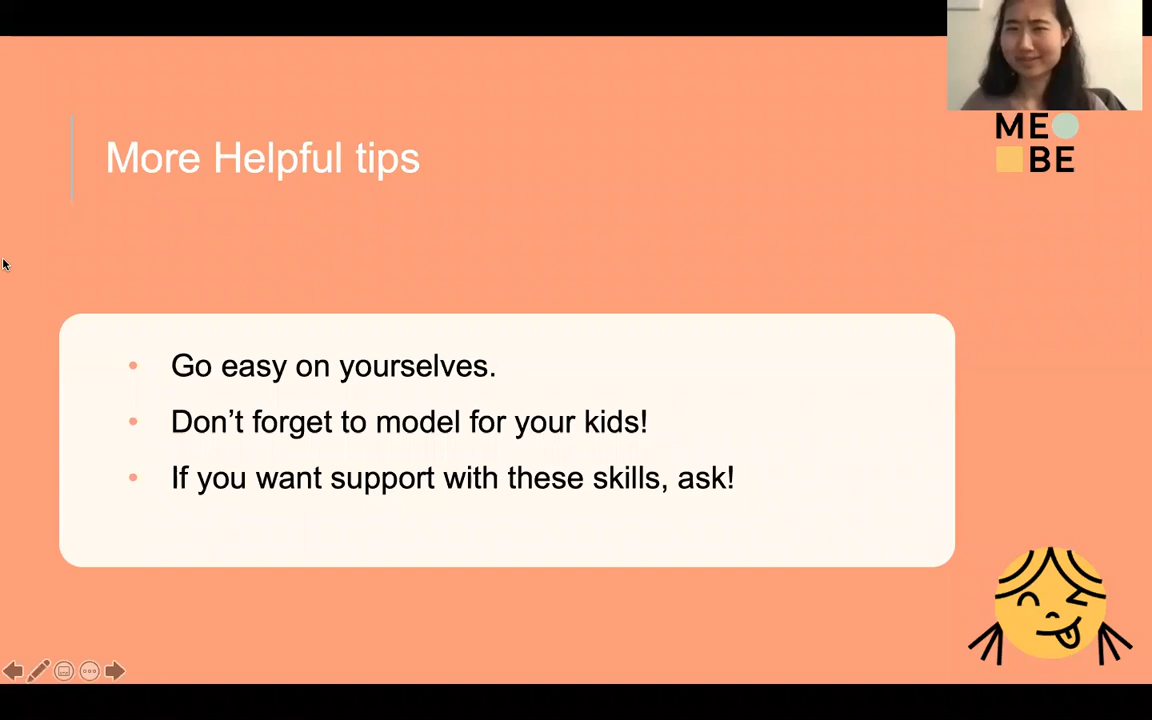 ME
BE
More Helpful tips
• Go easy on yourselves.
• Don’t forget to model for your kids!
• If you want support with these skills, ask!